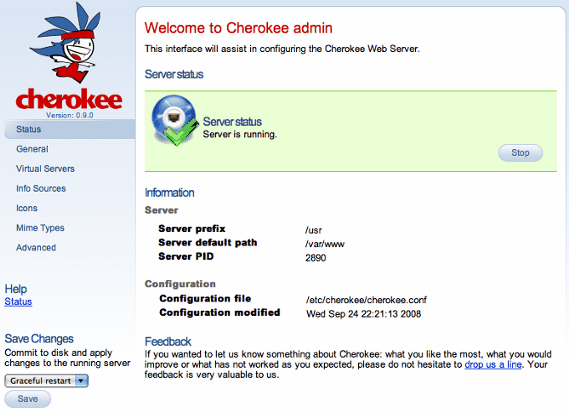 cherokee
Version: 0.9.0
Status
General
Virtual Servers
Info Sources
Icons
Mime Types
Advanced
Help
Status
Save Changes
Commit to disk and apply
changes to the running server
Graceful restart
Save
Welcome to Cherokee admin
This interface will assist in configuring the Cherokee Web Server.
Server status
Server status
Server is running.
Stop
Information
Server
Server prefix /usr
Server default path /var/www
Server PID 2890
Configuration
Configuration file /etc/cherokee/cherokee.conf
Configuration modified Wed Sep 24 22:21:13 2008
Feedback
If you wanted to let us know something about Cherokee: what you like the most, what you would
improve or what has not worked as you expected, please do not hesitate to drop us a line. Your
feedback is very valuable to us.